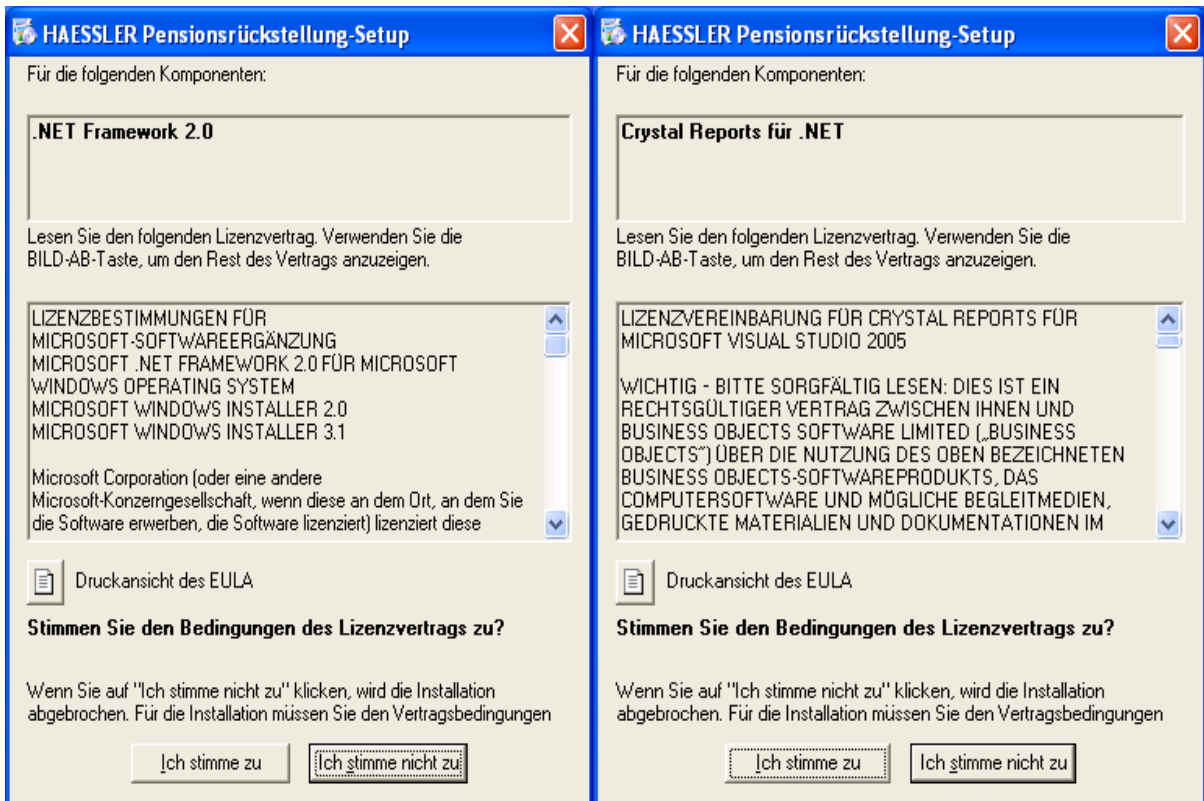 HAESSLER Pensionsrückstellung-Setup
Für die folgenden Komponenten:
.NET Framework 2.0
Lesen Sie den folgenden Lizenzvertrag. Verwenden Sie die
BILD-AB-Taste, um den Rest des Vertrags anzuzeigen.
LIZENZBESTIMMUNGEN FÜR
MICROSOFT-SOFTWAREERGÄNZUNG
MICROSOFT .NET FRAMEWORK 2.0 FÜR MICROSOFT
WINDOWS OPERATING SYSTEM
MICROSOFT WINDOWS INSTALLER 2.0
MICROSOFT WINDOWS INSTALLER 3.1
Microsoft Corporation (oder eine andere
Microsoft-Konzerngesellschaft, wenn diese an dem Ort, an dem Sie
die Software erwerben, die Software lizenziert) lizenziert diese
Druckansicht des EULA
Stimmen Sie den Bedingungen des Lizenzvertrags zu?
Wenn Sie auf "Ich stimme nicht zu" klicken, wird die Installation
abgebrochen. Für die Installation müssen Sie den Vertragsbedingungen
Ich stimme zu
Ich stimme nicht zu
HAESSLER Pensionsrückstellung-Setup
Für die folgenden Komponenten:
Crystal Reports für .NET
Lesen Sie den folgenden Lizenzvertrag. Verwenden Sie die
BILD-AB-Taste, um den Rest des Vertrags anzuzeigen.
LIZENZVEREINBARUNG FÜR CRYSTAL REPORTS FÜR
MICROSOFT VISUAL STUDIO 2005
WICHTIG - BITTE SORGFÄLTIG LESEN: DIES IST EIN
RECHTSGÜLTIGER VERTRAG ZWISCHEN IHNEN UND
BUSINESS OBJECTS SOFTWARE LIMITED („BUSINESS
OBJECTS") ÜBER DIE NUTZUNG DES OBEN BEZEICHNETEN
BUSINESS OBJECTS-SOFTWAREPRODUKTS, DAS
COMPUTERSOFTWARE UND MÖGLICHE BEGLEITMEDIEN,
GEDRUCKTE MATERIALIEN UND DOKUMENTATIONEN IM
Druckansicht des EULA
Stimmen Sie den Bedingungen des Lizenzvertrags zu?
Wenn Sie auf "Ich stimme nicht zu" klicken, wird die Installation
abgebrochen. Für die Installation müssen Sie den Vertragsbedingungen
Ich stimme zu
Ich stimme nicht zu